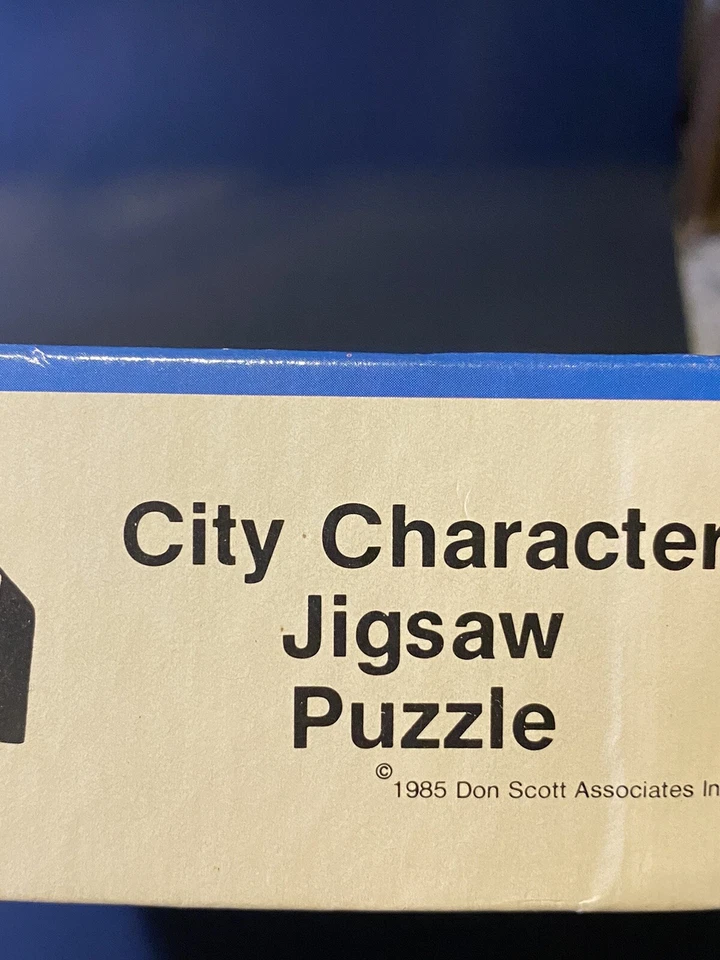 City Character
Jigsaw
Puzzle
© 1985 Don Scott Associates In